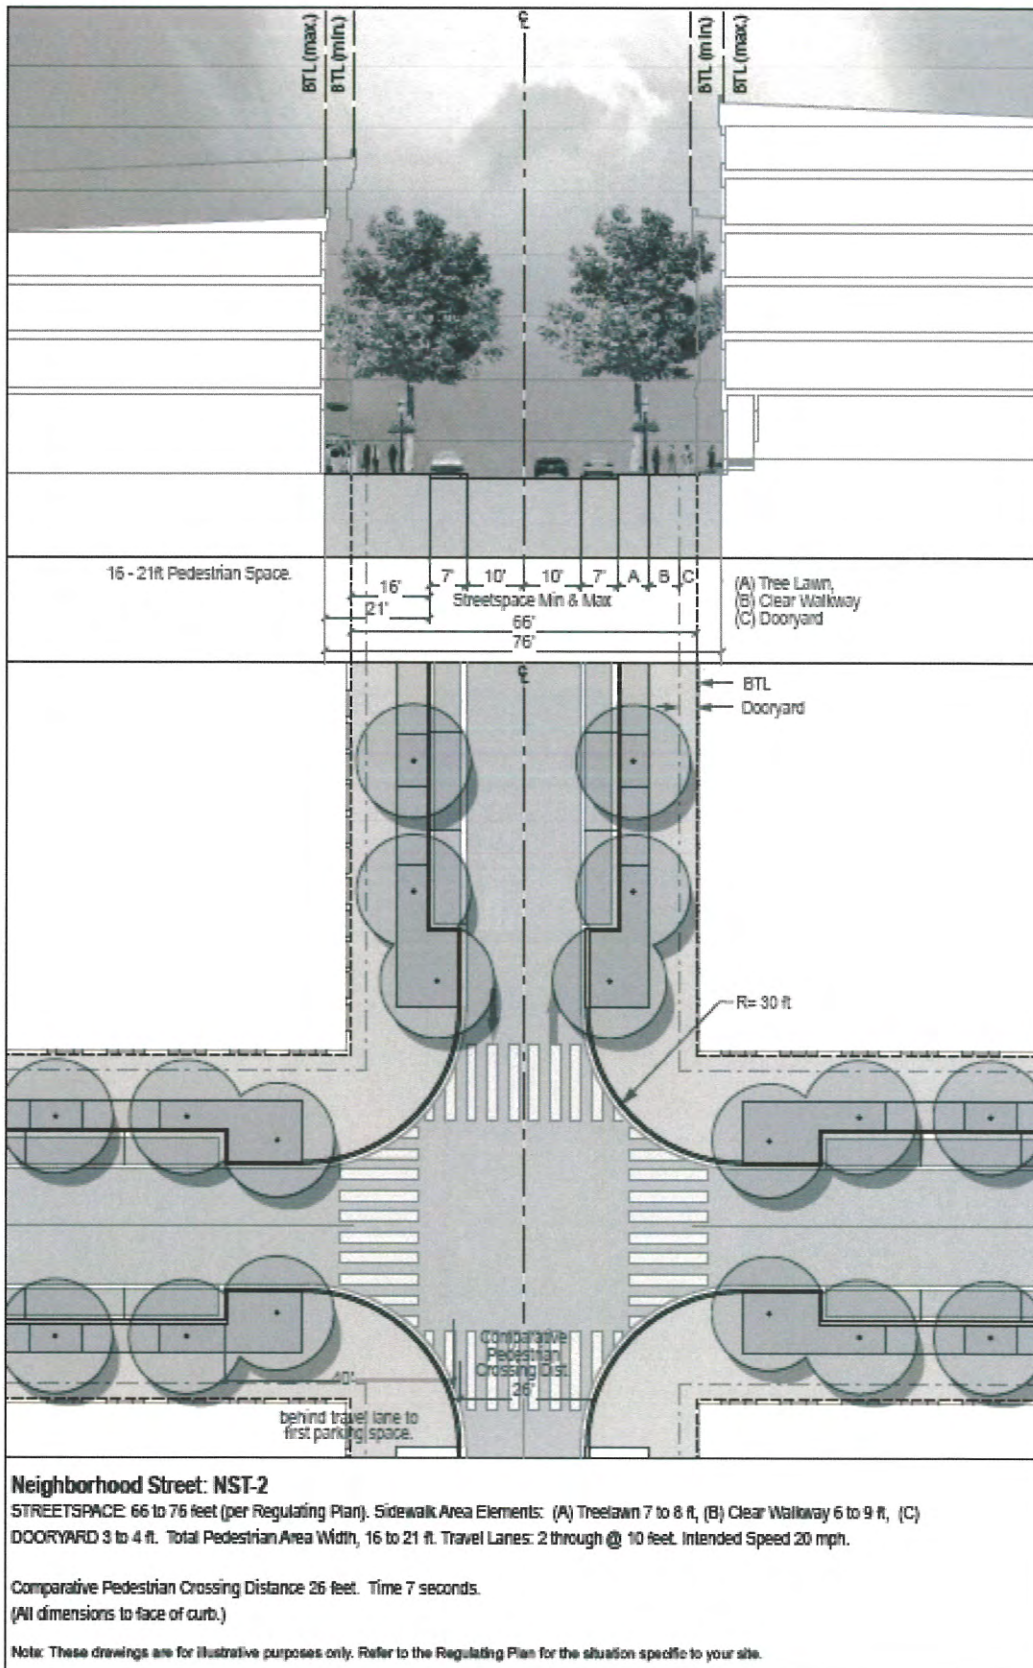 BTL (max.)
BTL (min.)
℄
BTL (min.)
BTL (max.)
16 - 21ft Pedestrian Space.
16'
7'
10'
10'
7'
A
B
C
(A) Tree Lawn,
(B) Clear Walkway
(C) Dooryard
21'
Streetspace Min & Max
66'
76'
℄
BTL
Dooryard
R= 30 ft
Comparative
Pedestrian
Crossing Dist.
26'
40'
behind travel lane to
first parking space.
Neighborhood Street: NST-2
STREETSPACE: 66 to 76 feet (per Regulating Plan). Sidewalk Area Elements: (A) Treelawn 7 to 8 ft, (B) Clear Walkway 6 to 9 ft, (C)
DOORYARD 3 to 4 ft. Total Pedestrian Area Width, 16 to 21 ft. Travel Lanes: 2 through @ 10 feet. Intended Speed 20 mph.
Comparative Pedestrian Crossing Distance 26 feet. Time 7 seconds.
(All dimensions to face of curb.)
Note: These drawings are for illustrative purposes only. Refer to the Regulating Plan for the situation specific to your site.